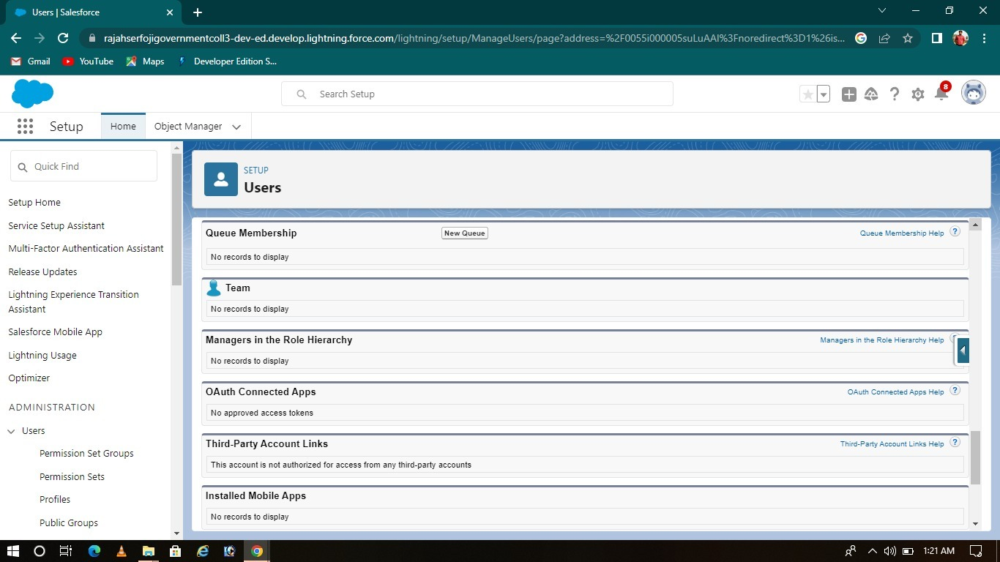 Users | Salesforce
rajahserfojigovernmentcoll3-dev-ed.develop.lightning.force.com/lightning/setup/ManageUsers/page?address=%2F0055i000005suLuAAI%3Fnoredirect%3D1%26is...
Gmail
YouTube
Maps
Developer Edition S...
Search Setup
8
Setup
Home
Object Manager
Quick Find
Setup Home
Service Setup Assistant
Multi-Factor Authentication Assistant
Release Updates
Lightning Experience Transition
Assistant
Salesforce Mobile App
Lightning Usage
Optimizer
ADMINISTRATION
Users
Permission Set Groups
Permission Sets
Profiles
Public Groups
SETUP
Users
Queue Membership
New Queue
Queue Membership Help ?
No records to display
Team
No records to display
Managers in the Role Hierarchy
Managers in the Role Hierarchy Help
No records to display
OAuth Connected Apps
OAuth Connected Apps Help ?
No approved access tokens
Third-Party Account Links
Third-Party Account Links Help ?
This account is not authorized for access from any third-party accounts
Installed Mobile Apps
No records to display
1:21 AM